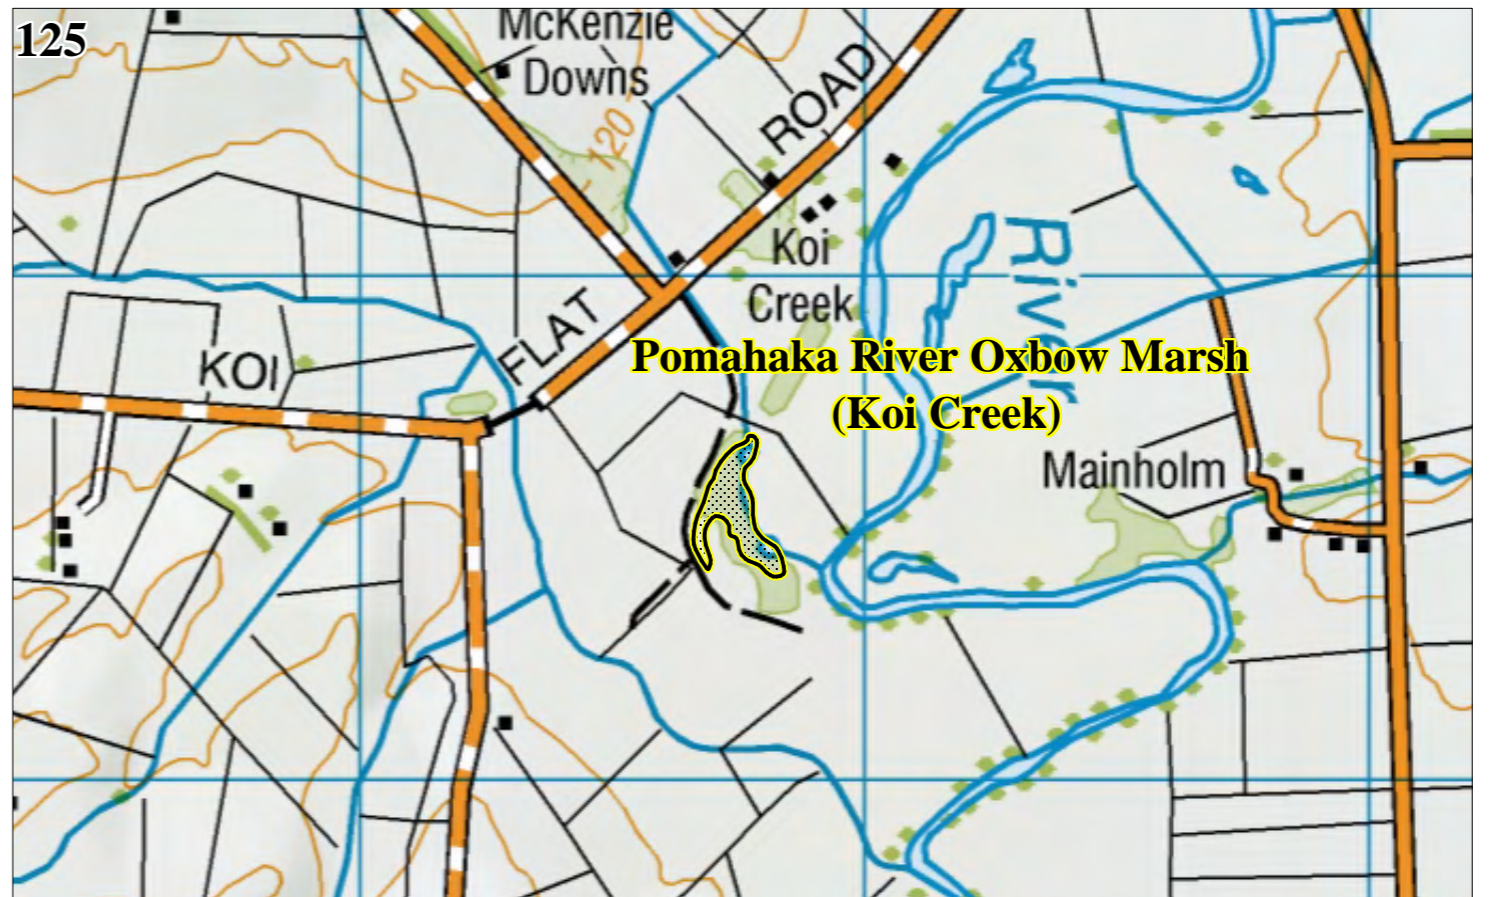 125
McKenzie
Downs
120
ROAD
Koi
Creek
River
FLAT
KOI
Pomahaka River Oxbow Marsh
(Koi Creek)
Mainholm